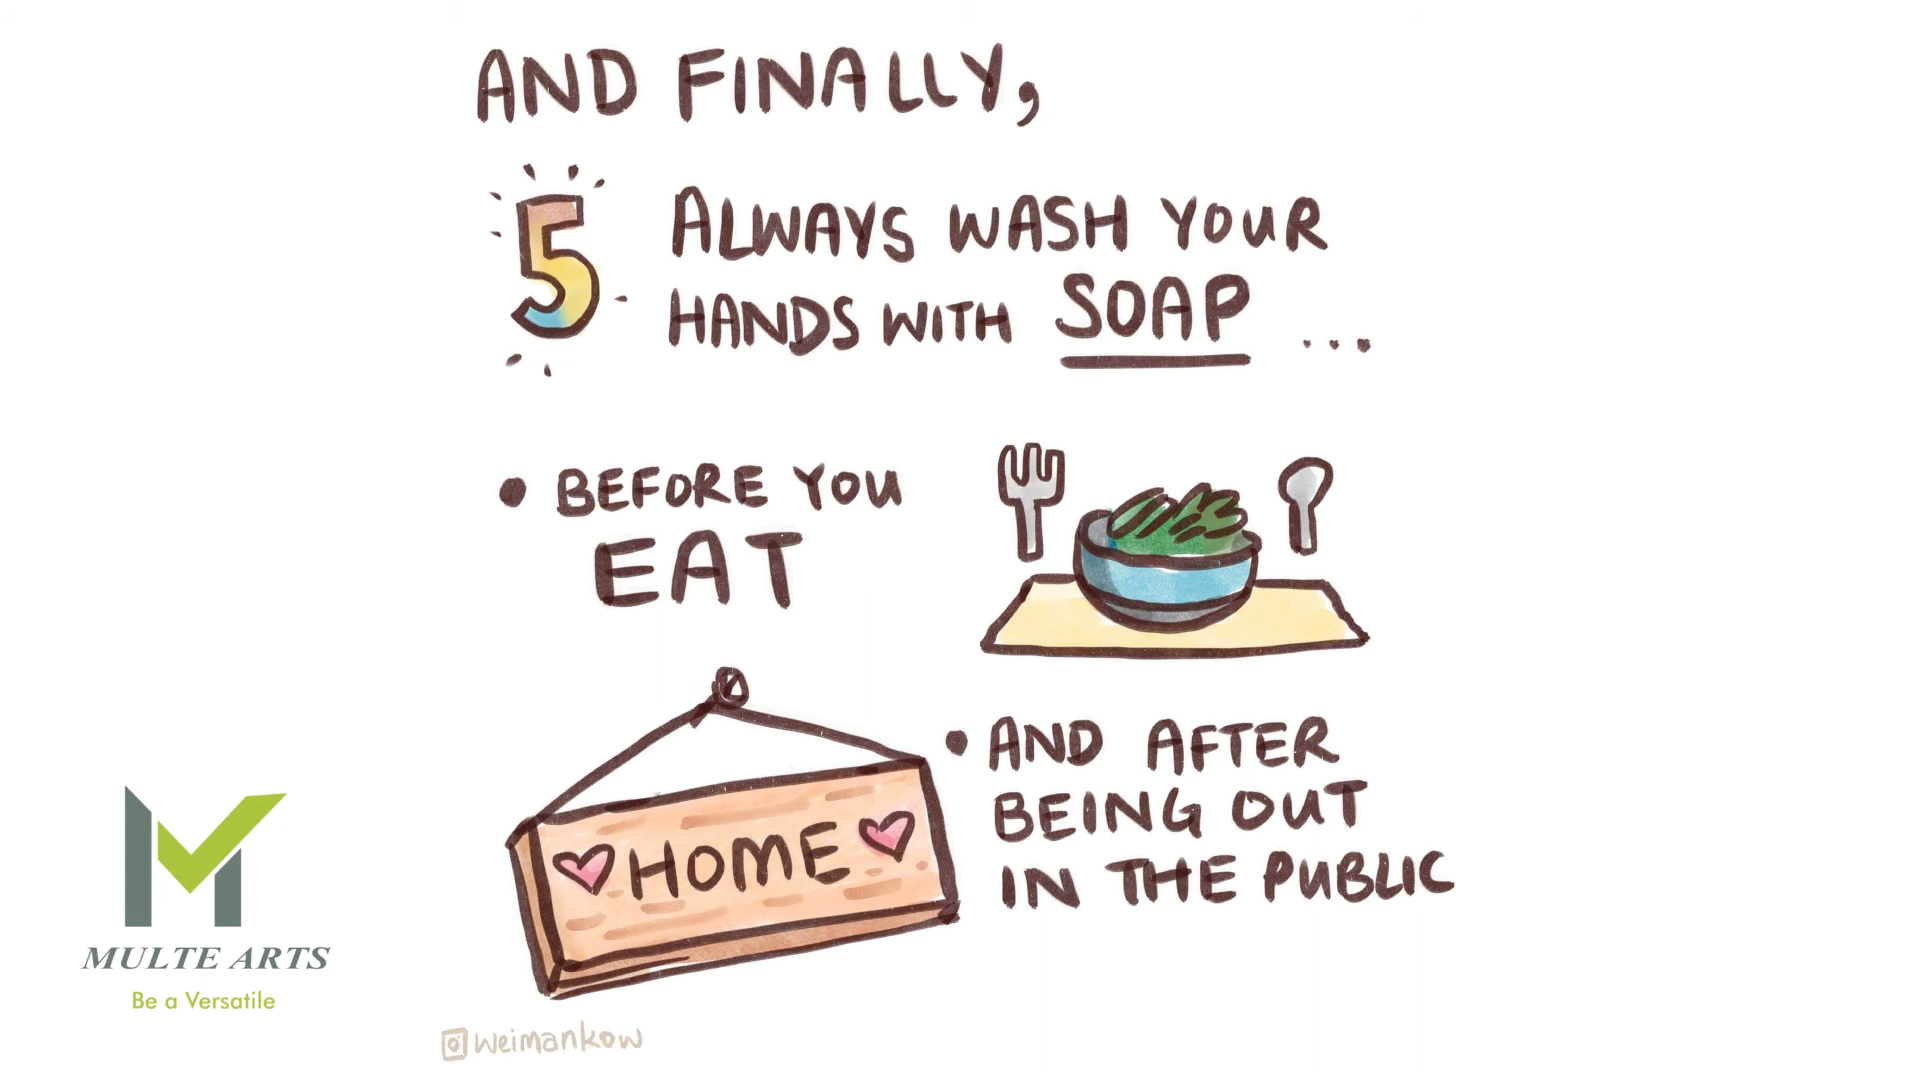 AND FINALLY,
5 ALWAYS WASH YOUR
HANDS WITH SOAP ...
• BEFORE YOU
EAT
HOME
• AND AFTER
BEING OUT
IN THE PUBLIC
MULTE ARTS
Be a Versatile
weimankow